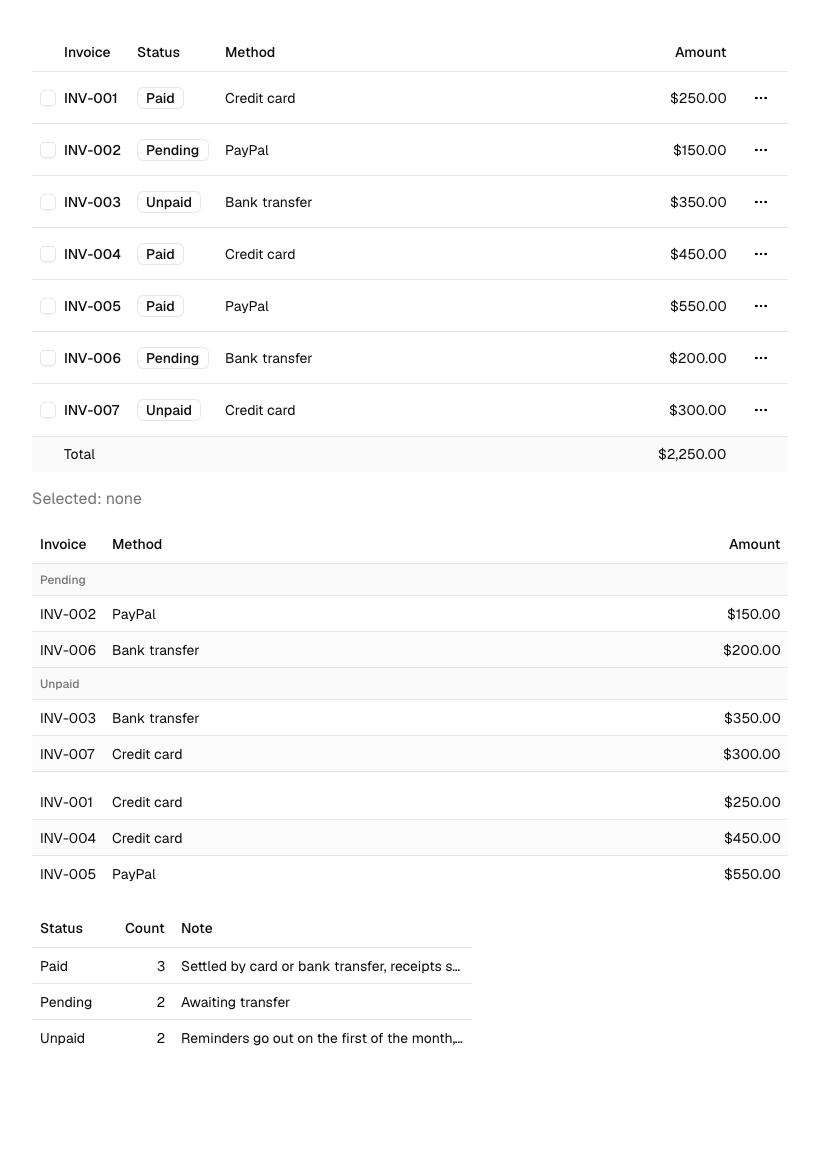 Invoice Status Method Amount
INV-001 Paid Credit card $250.00 ···
INV-002 Pending PayPal $150.00 ···
INV-003 Unpaid Bank transfer $350.00 ···
INV-004 Paid Credit card $450.00 ···
INV-005 Paid PayPal $550.00 ···
INV-006 Pending Bank transfer $200.00 ···
INV-007 Unpaid Credit card $300.00 ···
Total $2,250.00
Selected: none
Invoice Method Amount
Pending
INV-002 PayPal $150.00
INV-006 Bank transfer $200.00
Unpaid
INV-003 Bank transfer $350.00
INV-007 Credit card $300.00
INV-001 Credit card $250.00
INV-004 Credit card $450.00
INV-005 PayPal $550.00
Status Count Note
Paid 3 Settled by card or bank transfer, receipts s…
Pending 2 Awaiting transfer
Unpaid 2 Reminders go out on the first of the month,…